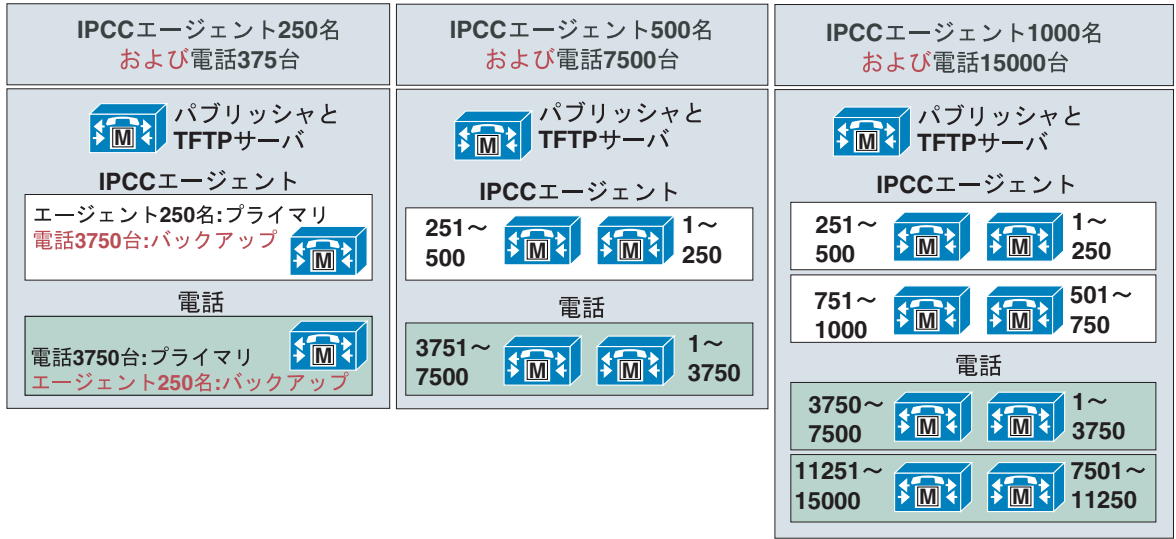 IPCCエージェント250名
および電話375台
パブリッシャと
TFTPサーバ
M
IPCCエージェント
エージェント250名:プライマリ
電話3750台:バックアップ
M
電話
M
電話3750台:プライマリ
エージェント250名:バックアップ
IPCCエージェント500名
および電話7500台
パブリッシャと
TFTPサーバ
M
IPCCエージェント
251～
500
M
M
1～
250
電話
3751～
7500
M
M
1～
3750
IPCCエージェント1000名
および電話15000台
パブリッシャと
TFTPサーバ
M
IPCCエージェント
251～
500
M
M
1～
250
751～
1000
M
M
501～
750
電話
3750～
7500
M
M
1～
3750
11251～
15000
M
M
7501～
11250